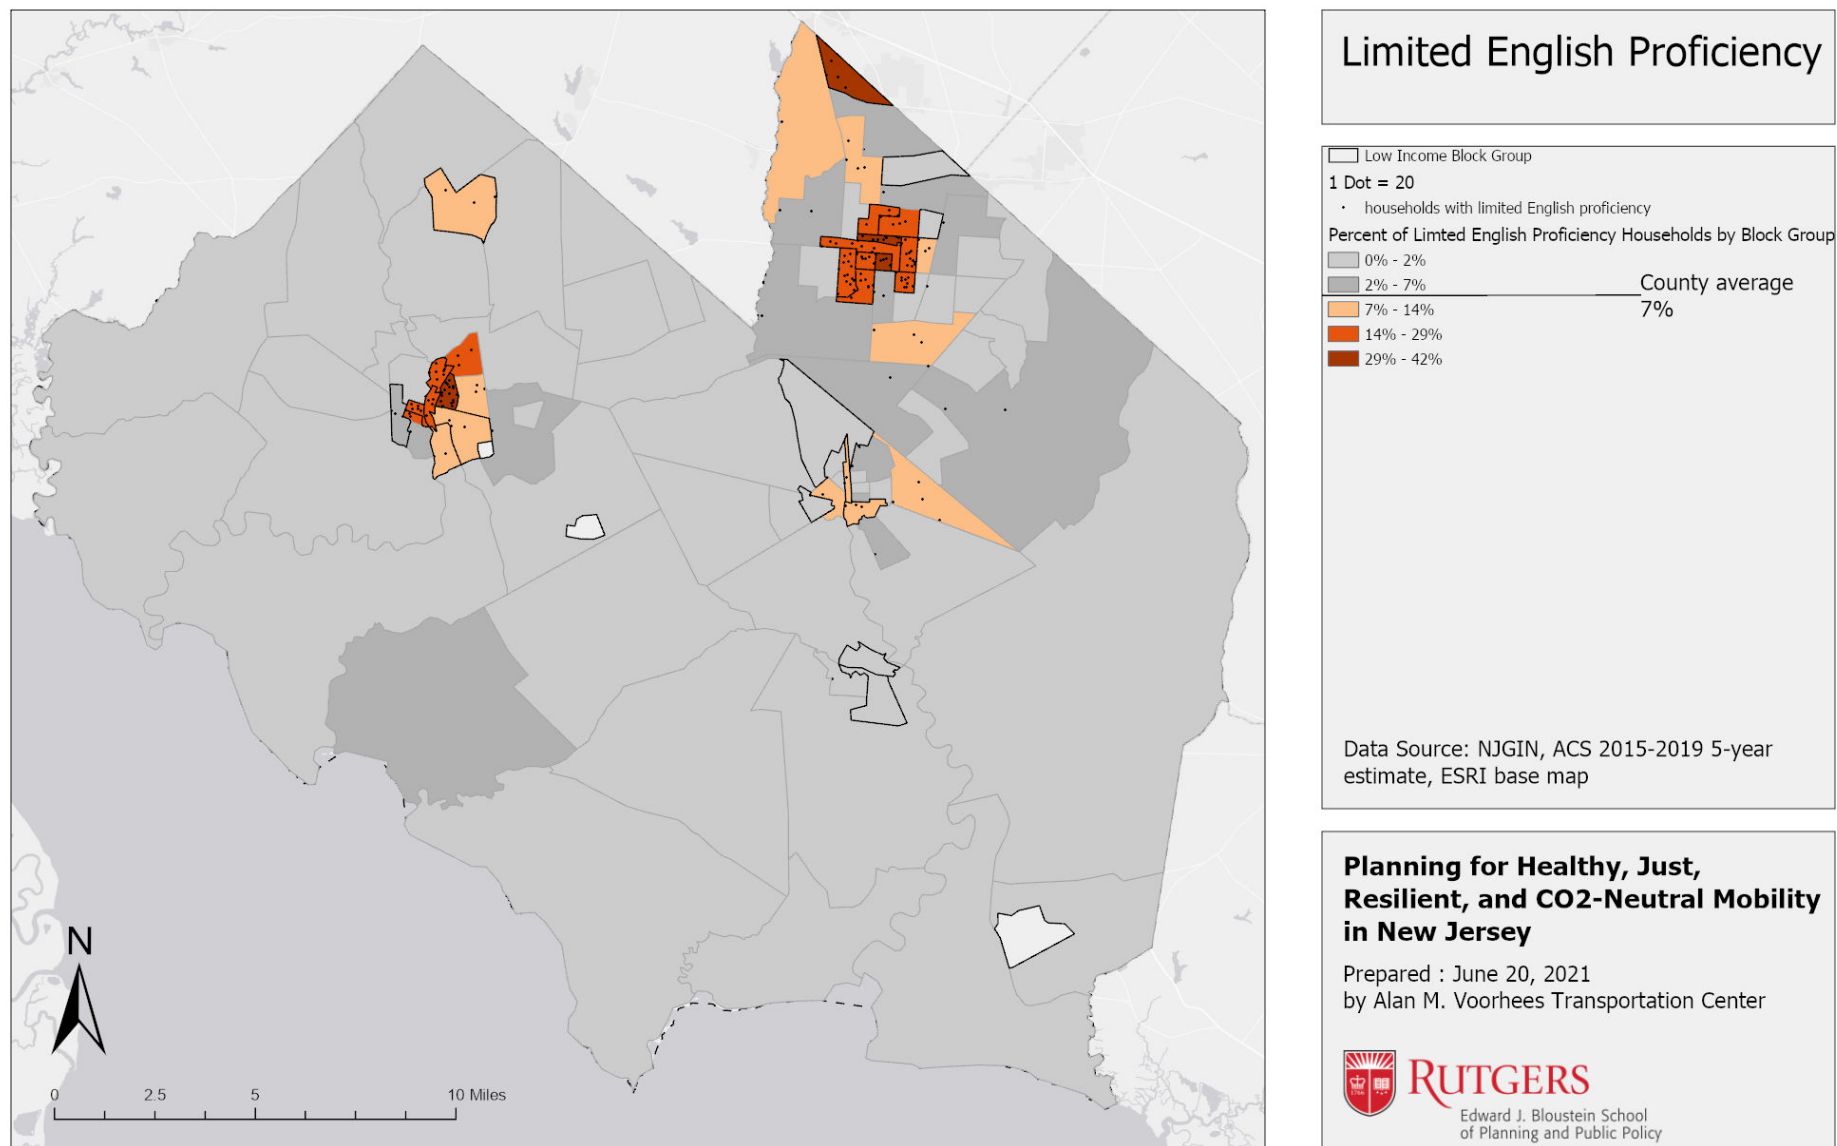 Limited English Proficiency
Low Income Block Group
1 Dot = 20
households with limited English proficiency
Percent of Limted English Proficiency Households by Block Group
0% - 2%
2% - 7%
County average
7%
7% - 14%
14% - 29%
29% - 42%
Data Source: NJGIN, ACS 2015-2019 5-year
estimate, ESRI base map
Planning for Healthy, Just,
Resilient, and CO2-Neutral Mobility
in New Jersey
Prepared : June 20, 2021
by Alan M. Voorhees Transportation Center
1766
RUTGERS
Edward J. Bloustein School
of Planning and Public Policy
N
0 2.5 5 10 Miles